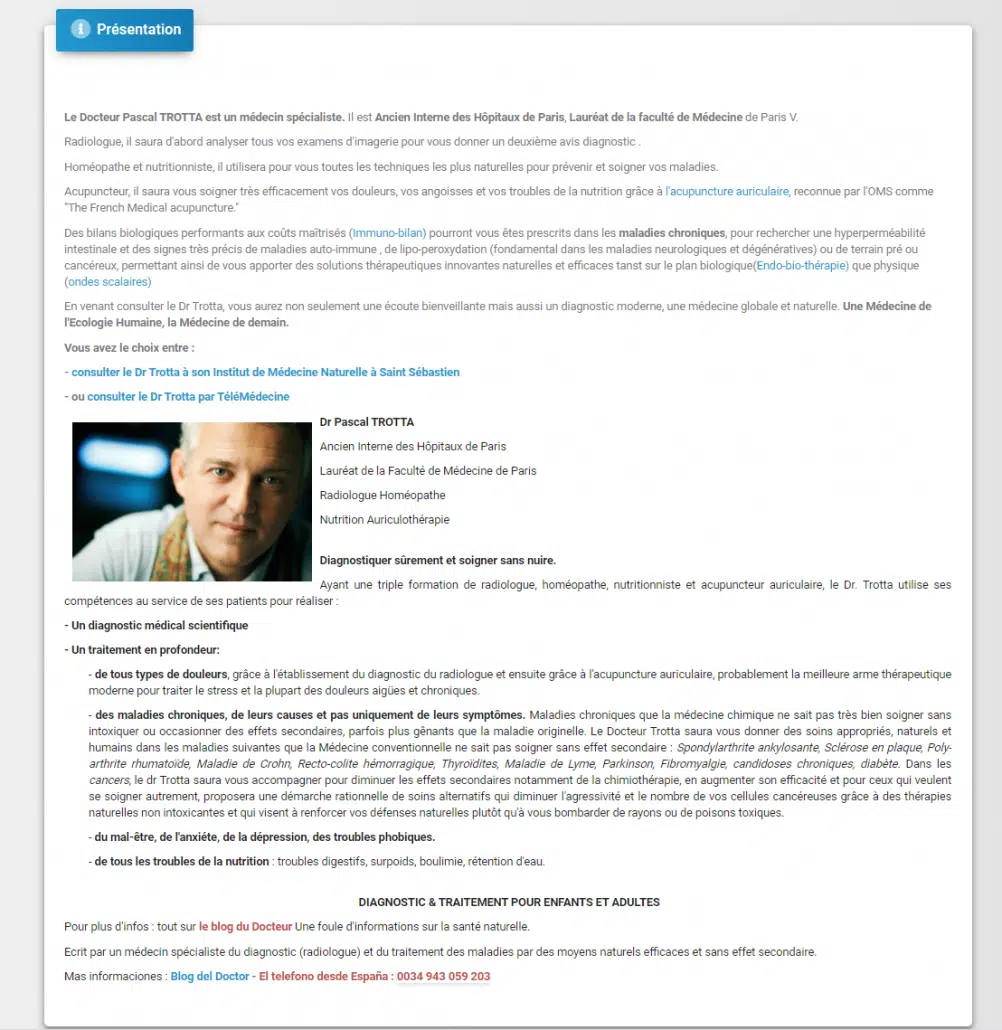 Présentation
Le Docteur Pascal TROTTA est un médecin spécialiste. Il est Ancien Interne des Hôpitaux de Paris, Lauréat de la faculté de Médecine de Paris V.
Radiologue, il saura d'abord analyser tous vos examens d'imagerie pour vous donner un deuxième avis diagnostic .
Homéopathe et nutritionniste, il utilisera pour vous toutes les techniques les plus naturelles pour prévenir et soigner vos maladies.
Acupuncteur, il saura vous soigner très efficacement vos douleurs, vos angoisses et vos troubles de la nutrition grâce à l'acupuncture auriculaire, reconnue par l'OMS comme
"The French Medical acupuncture."
Des bilans biologiques performants aux coûts maîtrisés (Immuno-bilan) pourront vous êtes prescrits dans les maladies chroniques, pour rechercher une hyperperméabilité
intestinale et des signes très précis de maladies auto-immune , de lipo-peroxydation (fondamental dans les maladies neurologiques et dégénératives) ou de terrain pré ou
cancéreux, permettant ainsi de vous apporter des solutions thérapeutiques innovantes naturelles et efficaces tanst sur le plan biologique(Endo-bio-thérapie) que physique
(ondes scalaires)
En venant consulter le Dr Trotta, vous aurez non seulement une écoute bienveillante mais aussi un diagnostic moderne, une médecine globale et naturelle. Une Médecine de
l'Ecologie Humaine, la Médecine de demain.
Vous avez le choix entre :
- consulter le Dr Trotta à son Institut de Médecine Naturelle à Saint Sébastien
- ou consulter le Dr Trotta par TéléMédecine
Dr Pascal TROTTA
Ancien Interne des Hôpitaux de Paris
Lauréat de la Faculté de Médecine de Paris
Radiologue Homéopathe
Nutrition Auriculothérapie
Diagnostiquer sûrement et soigner sans nuire.
Ayant une triple formation de radiologue, homéopathe, nutritionniste et acupuncteur auriculaire, le Dr. Trotta utilise ses
compétences au service de ses patients pour réaliser :
- Un diagnostic médical scientifique
- Un traitement en profondeur:
- de tous types de douleurs, grâce à l'établissement du diagnostic du radiologue et ensuite grâce à l'acupuncture auriculaire, probablement la meilleure arme thérapeutique
moderne pour traiter le stress et la plupart des douleurs aigües et chroniques.
- des maladies chroniques, de leurs causes et pas uniquement de leurs symptômes. Maladies chroniques que la médecine chimique ne sait pas très bien soigner sans
intoxiquer ou occasionner des effets secondaires, parfois plus gênants que la maladie originelle. Le Docteur Trotta saura vous donner des soins appropriés, naturels et
humains dans les maladies suivantes que la Médecine conventionnelle ne sait pas soigner sans effet secondaire : Spondylarthrite ankylosante, Sclérose en plaque, Poly-
arthrite rhumatoïde, Maladie de Crohn, Recto-colite hémorragique, Thyroïdites, Maladie de Lyme, Parkinson, Fibromyalgie, candidoses chroniques, diabète. Dans les
cancers, le dr Trotta saura vous accompagner pour diminuer les effets secondaires notamment de la chimiothérapie, en augmenter son efficacité et pour ceux qui veulent
se soigner autrement, proposera une démarche rationnelle de soins alternatifs qui diminuer l'agressivité et le nombre de vos cellules cancéreuses grâce à des thérapies
naturelles non intoxicantes et qui visent à renforcer vos défenses naturelles plutôt qu'à vous bombarder de rayons ou de poisons toxiques.
- du mal-être, de l'anxiéte, de la dépression, des troubles phobiques.
- de tous les troubles de la nutrition : troubles digestifs, surpoids, boulimie, rétention d'eau.
DIAGNOSTIC & TRAITEMENT POUR ENFANTS ET ADULTES
Pour plus d'infos : tout sur le blog du Docteur Une foule d'informations sur la santé naturelle.
Ecrit par un médecin spécialiste du diagnostic (radiologue) et du traitement des maladies par des moyens naturels efficaces et sans effet secondaire.
Mas informaciones : Blog del Doctor - El telefono desde España : 0034 943 059 203